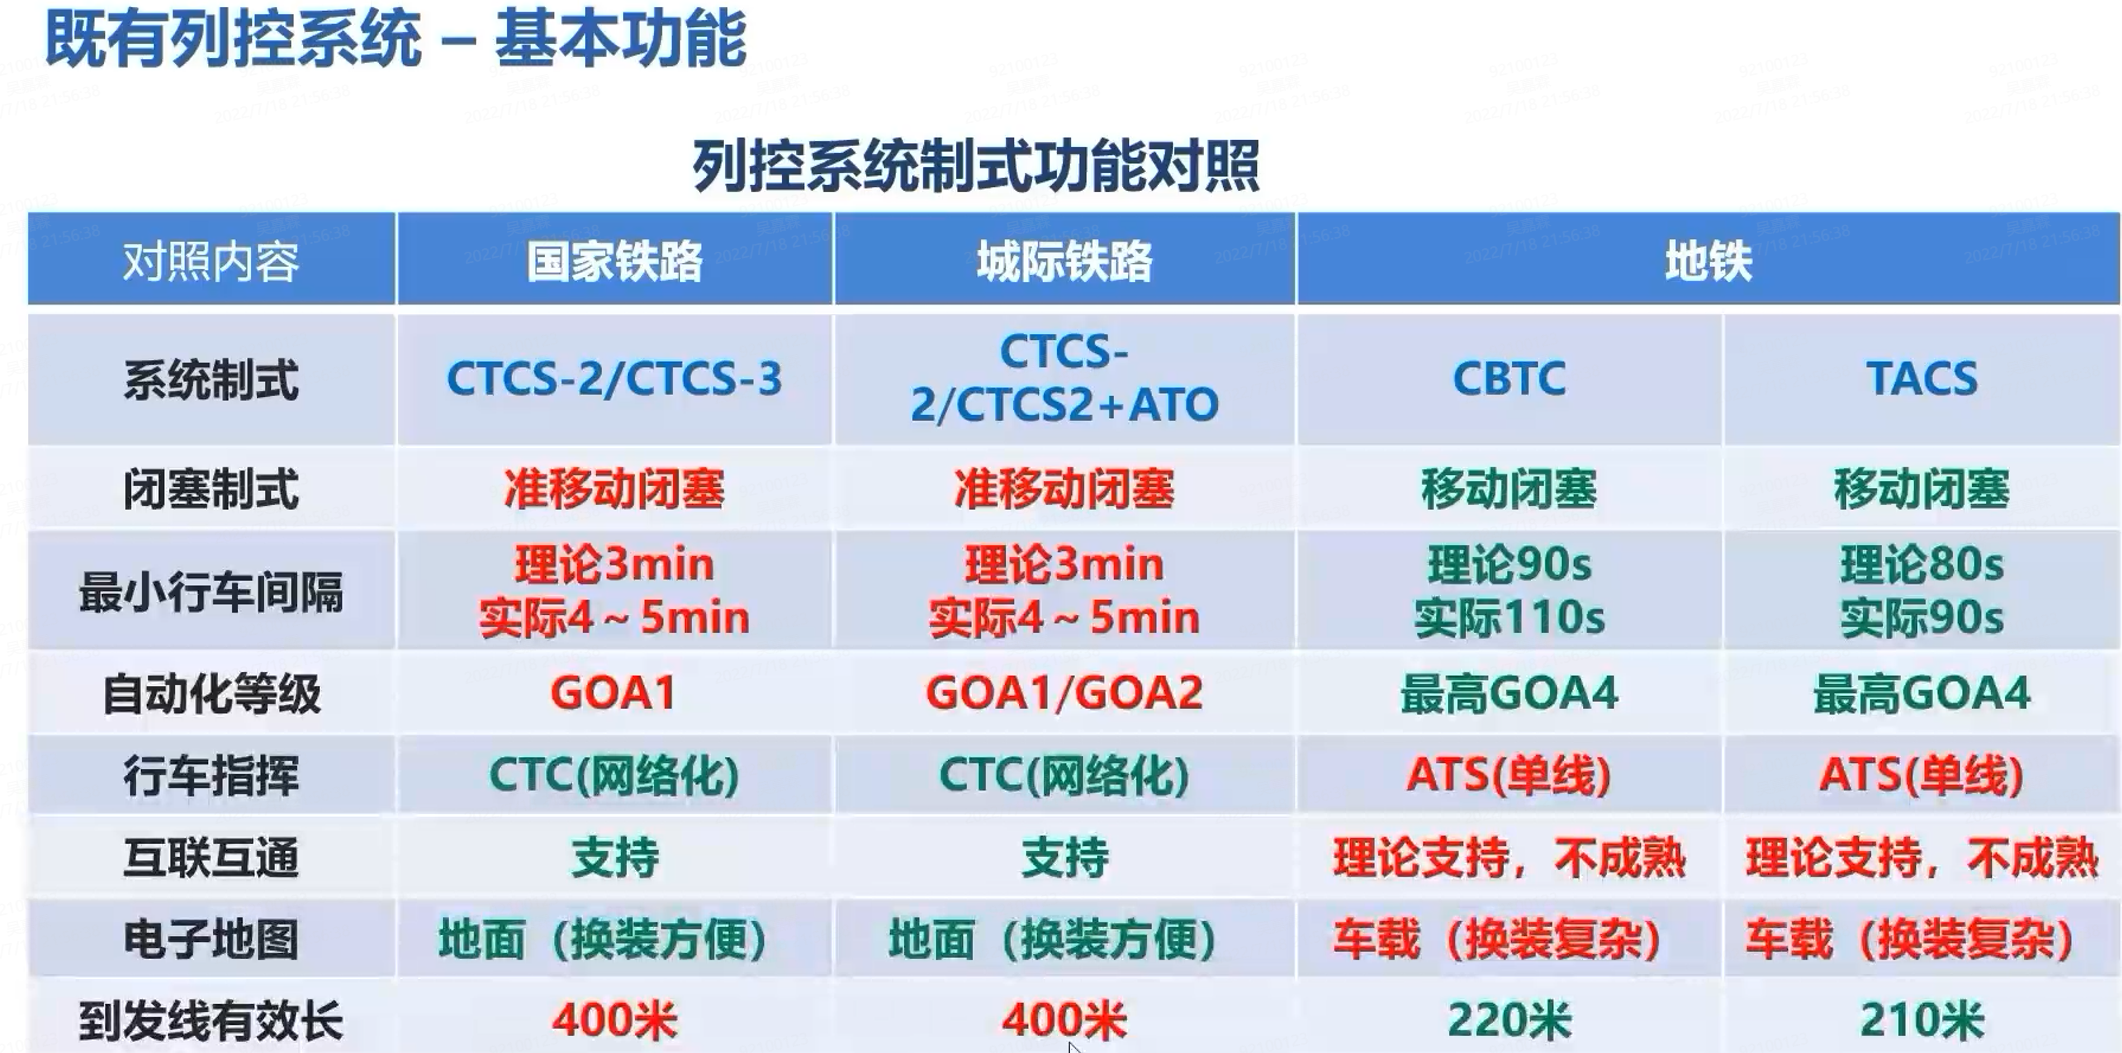 既有列控系统 – 基本功能
列控系统制式功能对照
对照内容 国家铁路 城际铁路 地铁
系统制式 CTCS-2/CTCS-3 CTCS-
2/CTCS2+ATO CBTC TACS
闭塞制式 准移动闭塞 准移动闭塞 移动闭塞 移动闭塞
最小行车间隔 理论3min 理论3min 理论90s 理论80s
实际4～5min 实际4～5min 实际110s 实际90s
自动化等级 GOA1 GOA1/GOA2 最高GOA4 最高GOA4
行车指挥 CTC(网络化) CTC(网络化) ATS(单线) ATS(单线)
互联互通 支持 支持 理论支持，不成熟 理论支持，不成熟
电子地图 地面（换装方便） 地面（换装方便） 车载（换装复杂） 车载（换装复杂）
到发线有效长 400米 400米 220米 210米
92100123
2022/7/18 21:56:38